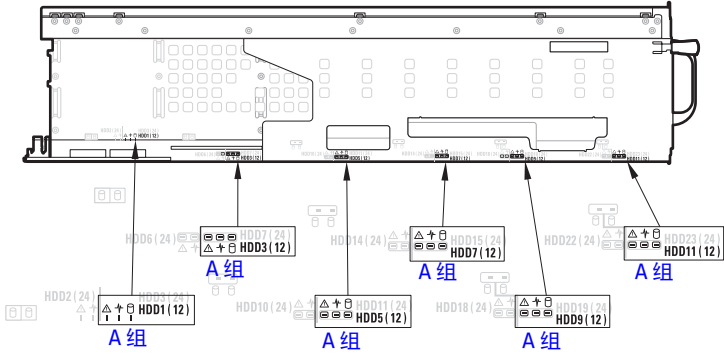 HDD6(24) HDD7(24)
HDD3(12)
A 组
HDD14(24) HDD15(24)
HDD7(12)
A 组
HDD22(24) HDD23(24)
HDD11(12)
A 组
HDD2(24) HDD3(24)
HDD1(12)
A 组
HDD10(24) HDD11(24)
HDD5(12)
A 组
HDD18(24) HDD19(24)
HDD9(12)
A 组